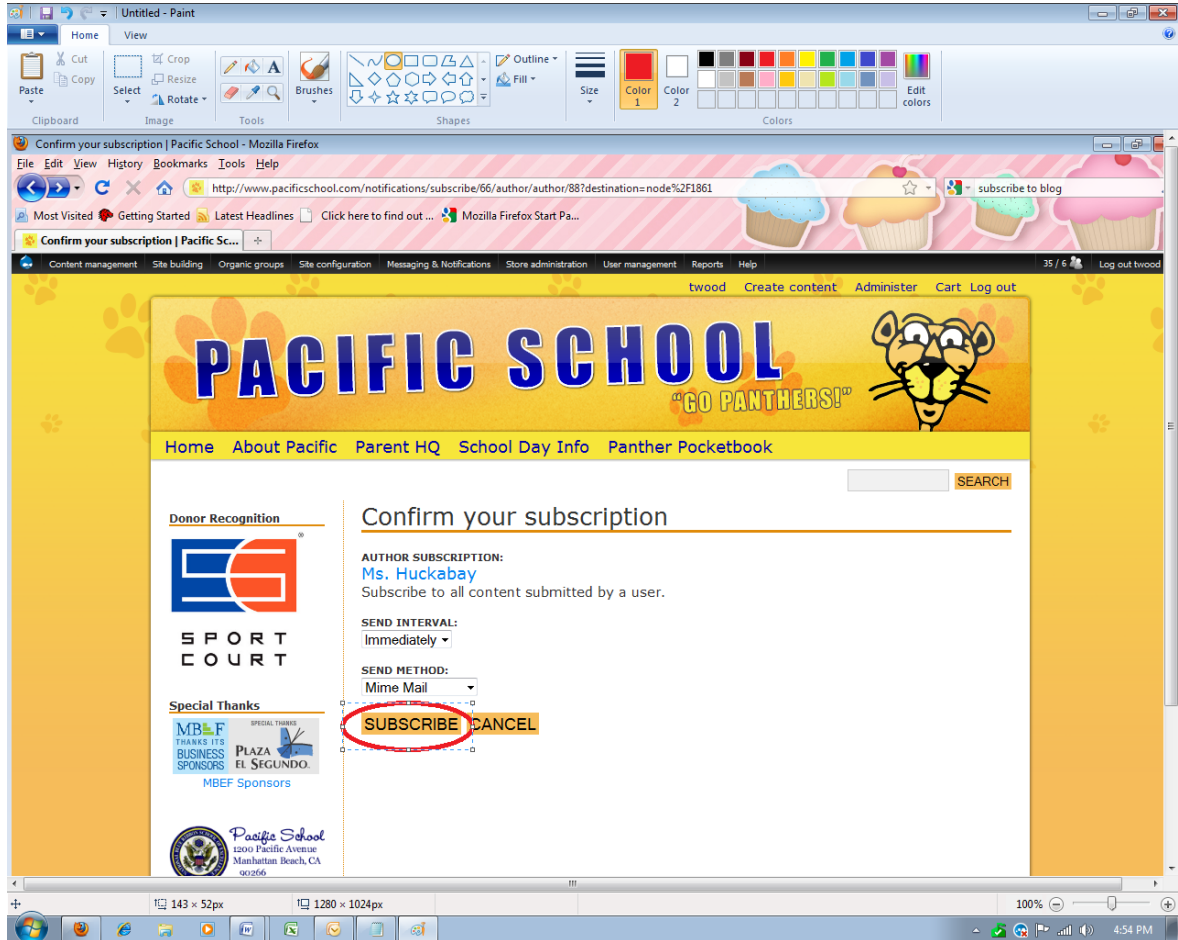 Untitled - Paint
Home View
Cut
Copy
Paste
Clipboard
Select
Crop
Resize
Rotate
Image
A
Tools
Brushes
Outline
Fill
Shapes
Size
Color 1
Color 2
Edit colors
Colors
Confirm your subscription | Pacific School - Mozilla Firefox
File Edit View History Bookmarks Tools Help
http://www.pacificschool.com/notifications/subscribe/66/author/author/88?destination=node%2F1861
subscribe to blog
Most Visited Getting Started Latest Headlines Click here to find out ... Mozilla Firefox Start Pa...
Confirm your subscription | Pacific Sc...
Content management Site building Organic groups Site configuration Messaging & Notifications Store administration User management Reports Help 35 / 6 Log out twood
twood Create content Administer Cart Log out
PACIFIC SCHOOL
"GO PANTHERS!"
Home About Pacific Parent HQ School Day Info Panther Pocketbook
SEARCH
Donor Recognition
®
SPORT
COURT
Special Thanks
MBEF
THANKS ITS
BUSINESS
SPONSORS
SPECIAL THANKS
PLAZA
EL SEGUNDO.
MBEF Sponsors
Pacific School
1200 Pacific Avenue
Manhattan Beach, CA
90266
Confirm your subscription
AUTHOR SUBSCRIPTION:
Ms. Huckabay
Subscribe to all content submitted by a user.
SEND INTERVAL:
Immediately
SEND METHOD:
Mime Mail
SUBSCRIBE CANCEL
143 × 52px
1280 × 1024px
100%
4:54 PM